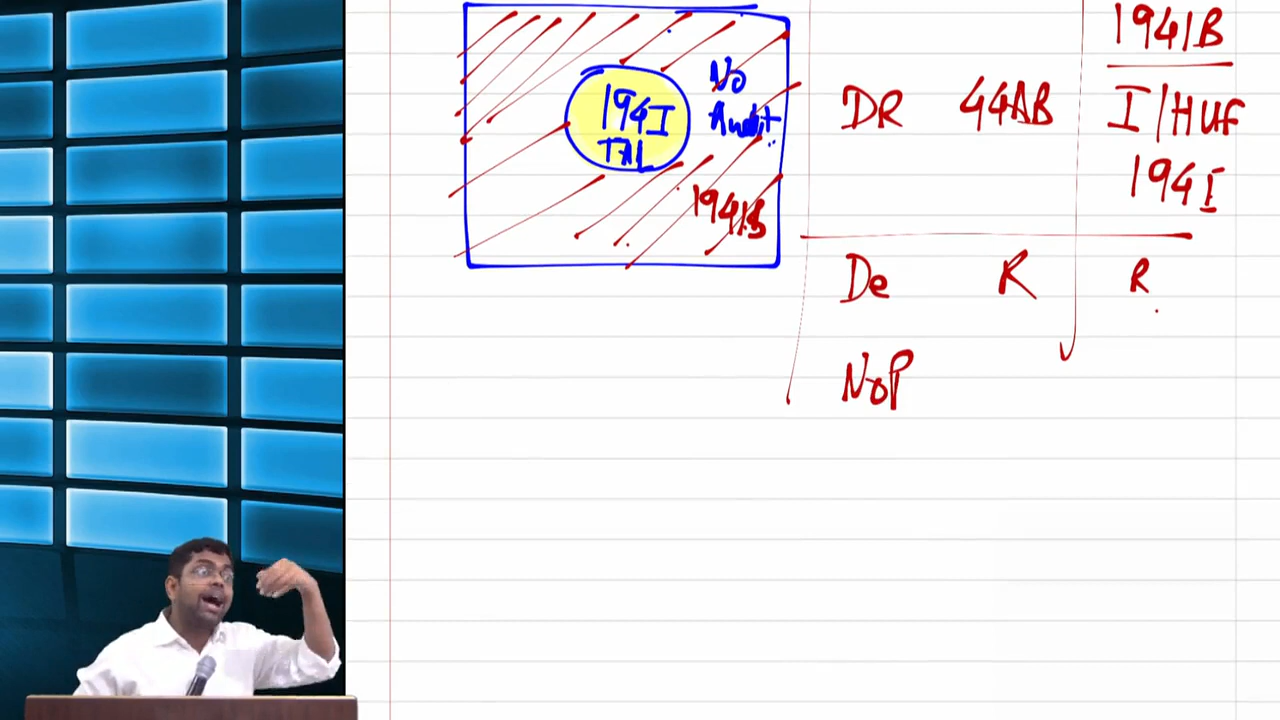 194I
TAL
No
Audit
194IB
DR 44AB
194IB
I/HUF
194I
De R R
NOP